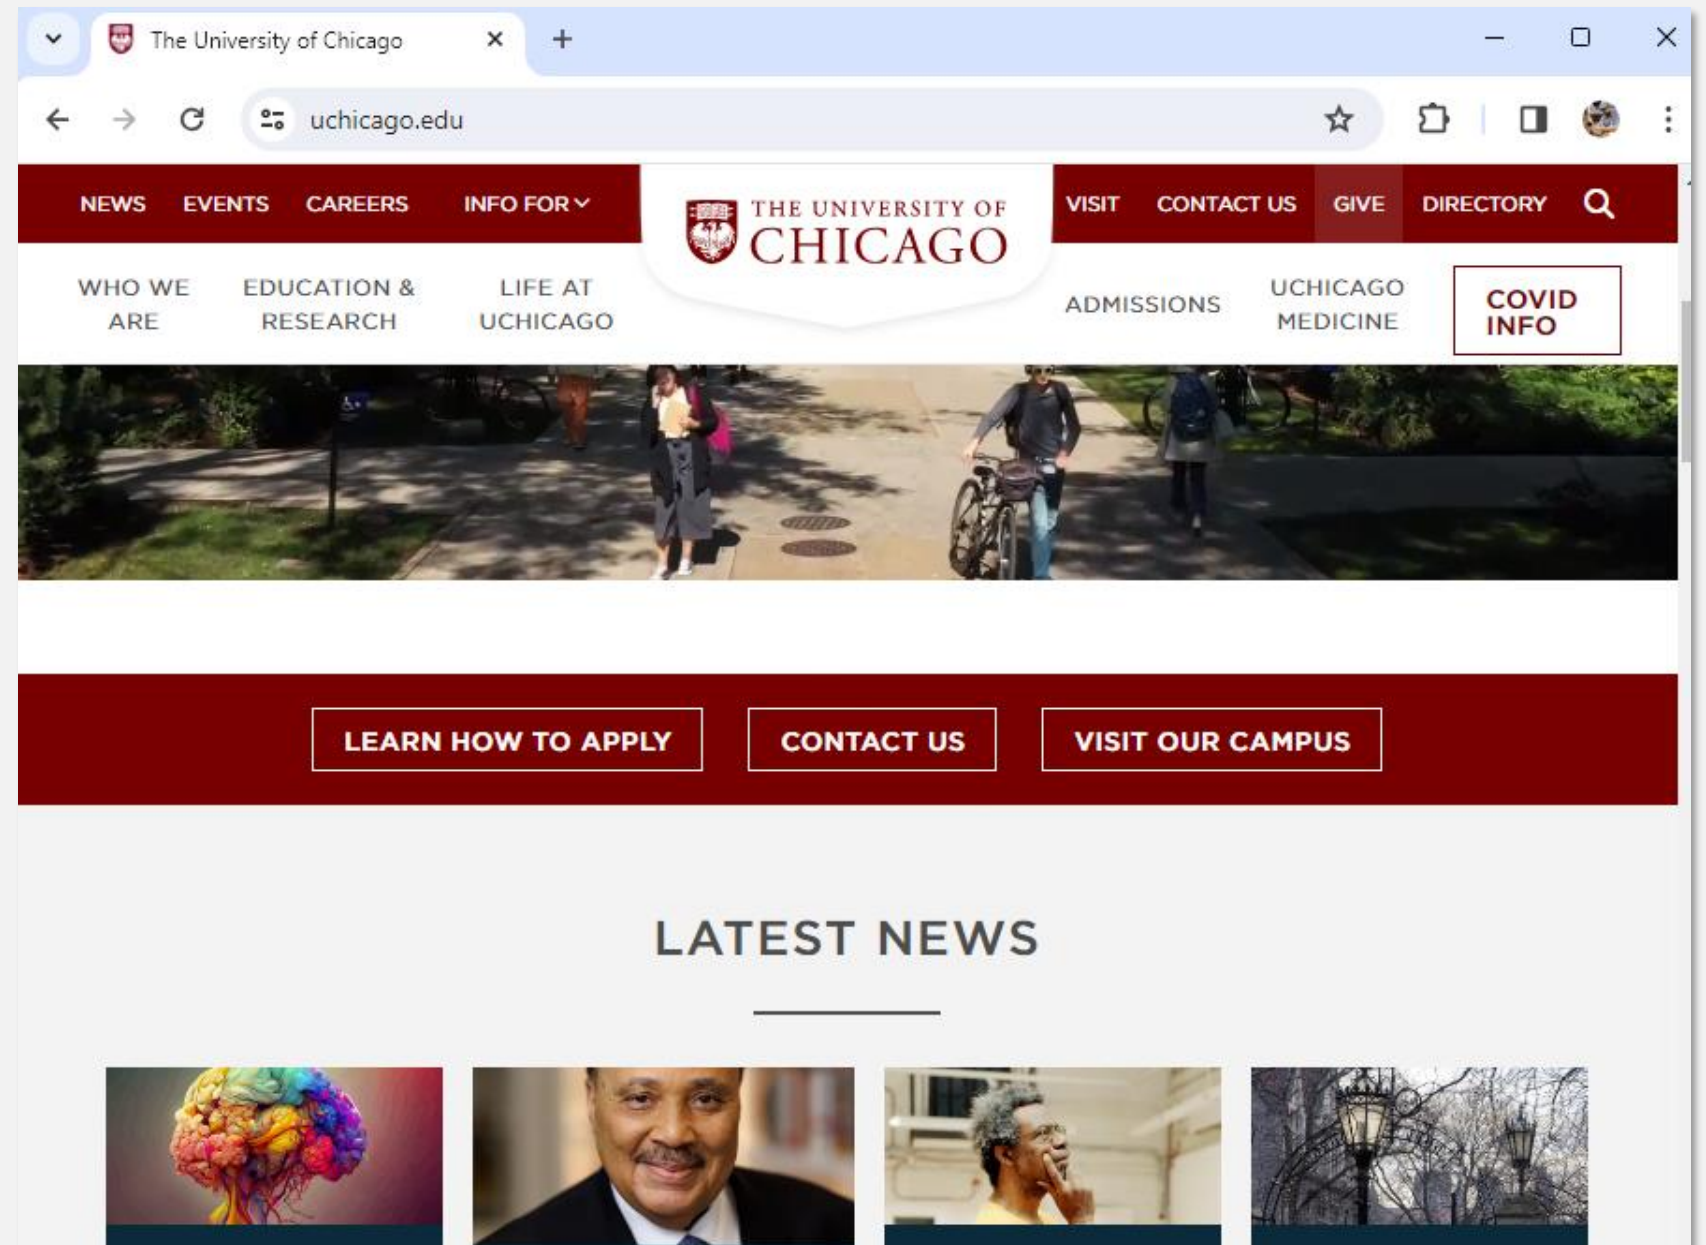 The University of Chicago
uchicago.edu
NEWS EVENTS CAREERS INFO FOR
THE UNIVERSITY OF
CHICAGO
VISIT CONTACT US GIVE DIRECTORY
WHO WE
ARE
EDUCATION &
RESEARCH
LIFE AT
UCHICAGO
ADMISSIONS
UCHICAGO
MEDICINE
COVID
INFO
LEARN HOW TO APPLY
CONTACT US
VISIT OUR CAMPUS
LATEST NEWS